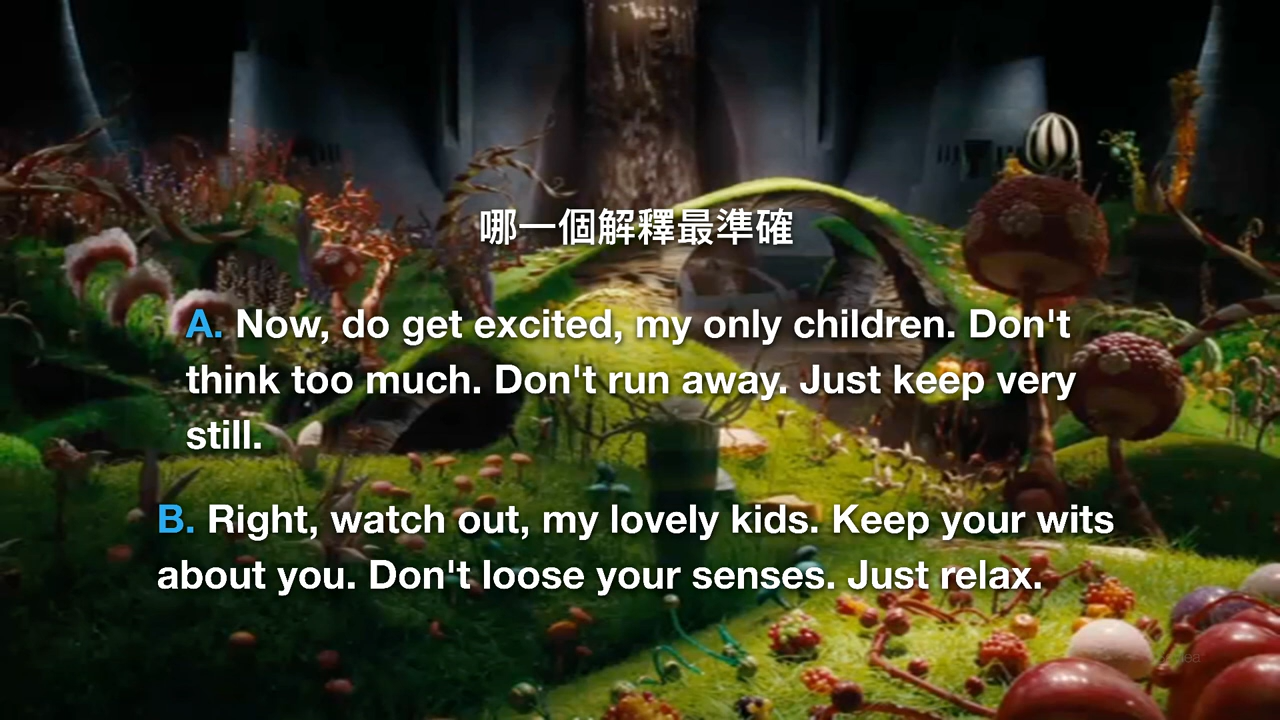 哪一個解釋最準確
A. Now, do get excited, my only children. Don't
think too much. Don't run away. Just keep very
still.
B. Right, watch out, my lovely kids. Keep your wits
about you. Don't loose your senses. Just relax.